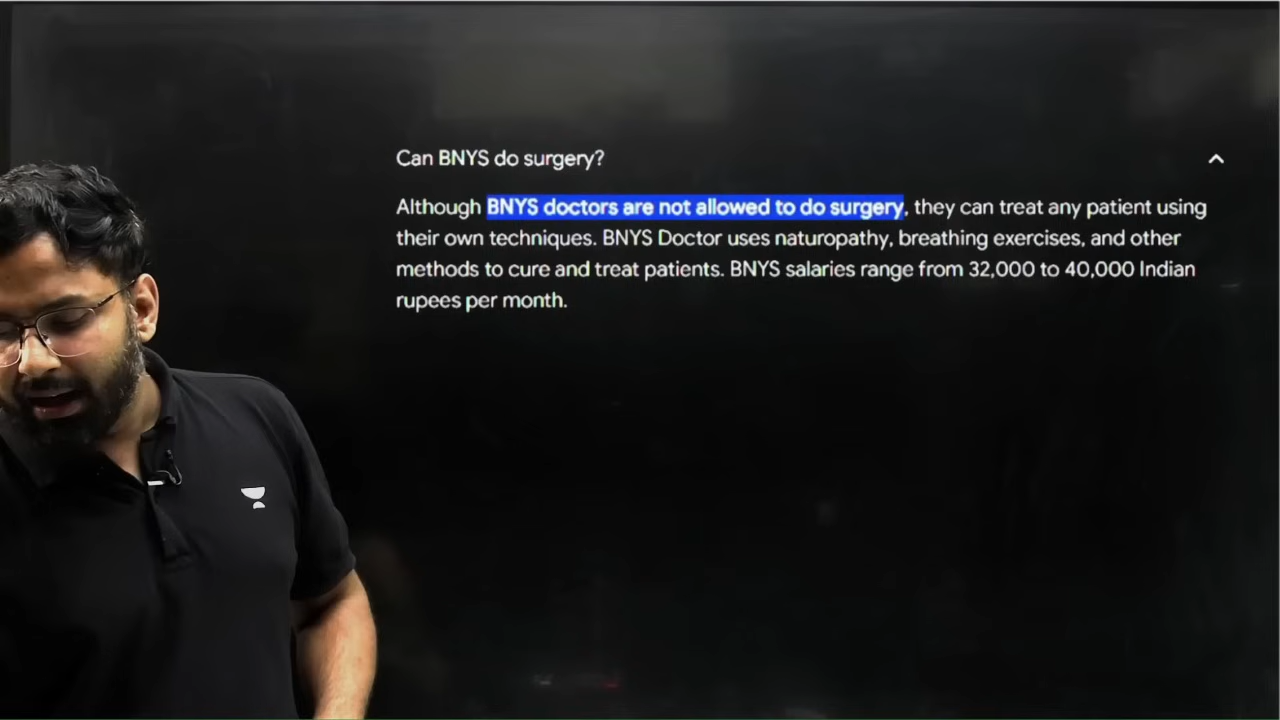 Can BNYS do surgery?
Although BNYS doctors are not allowed to do surgery, they can treat any patient using
their own techniques. BNYS Doctor uses naturopathy, breathing exercises, and other
methods to cure and treat patients. BNYS salaries range from 32,000 to 40,000 Indian
rupees per month.